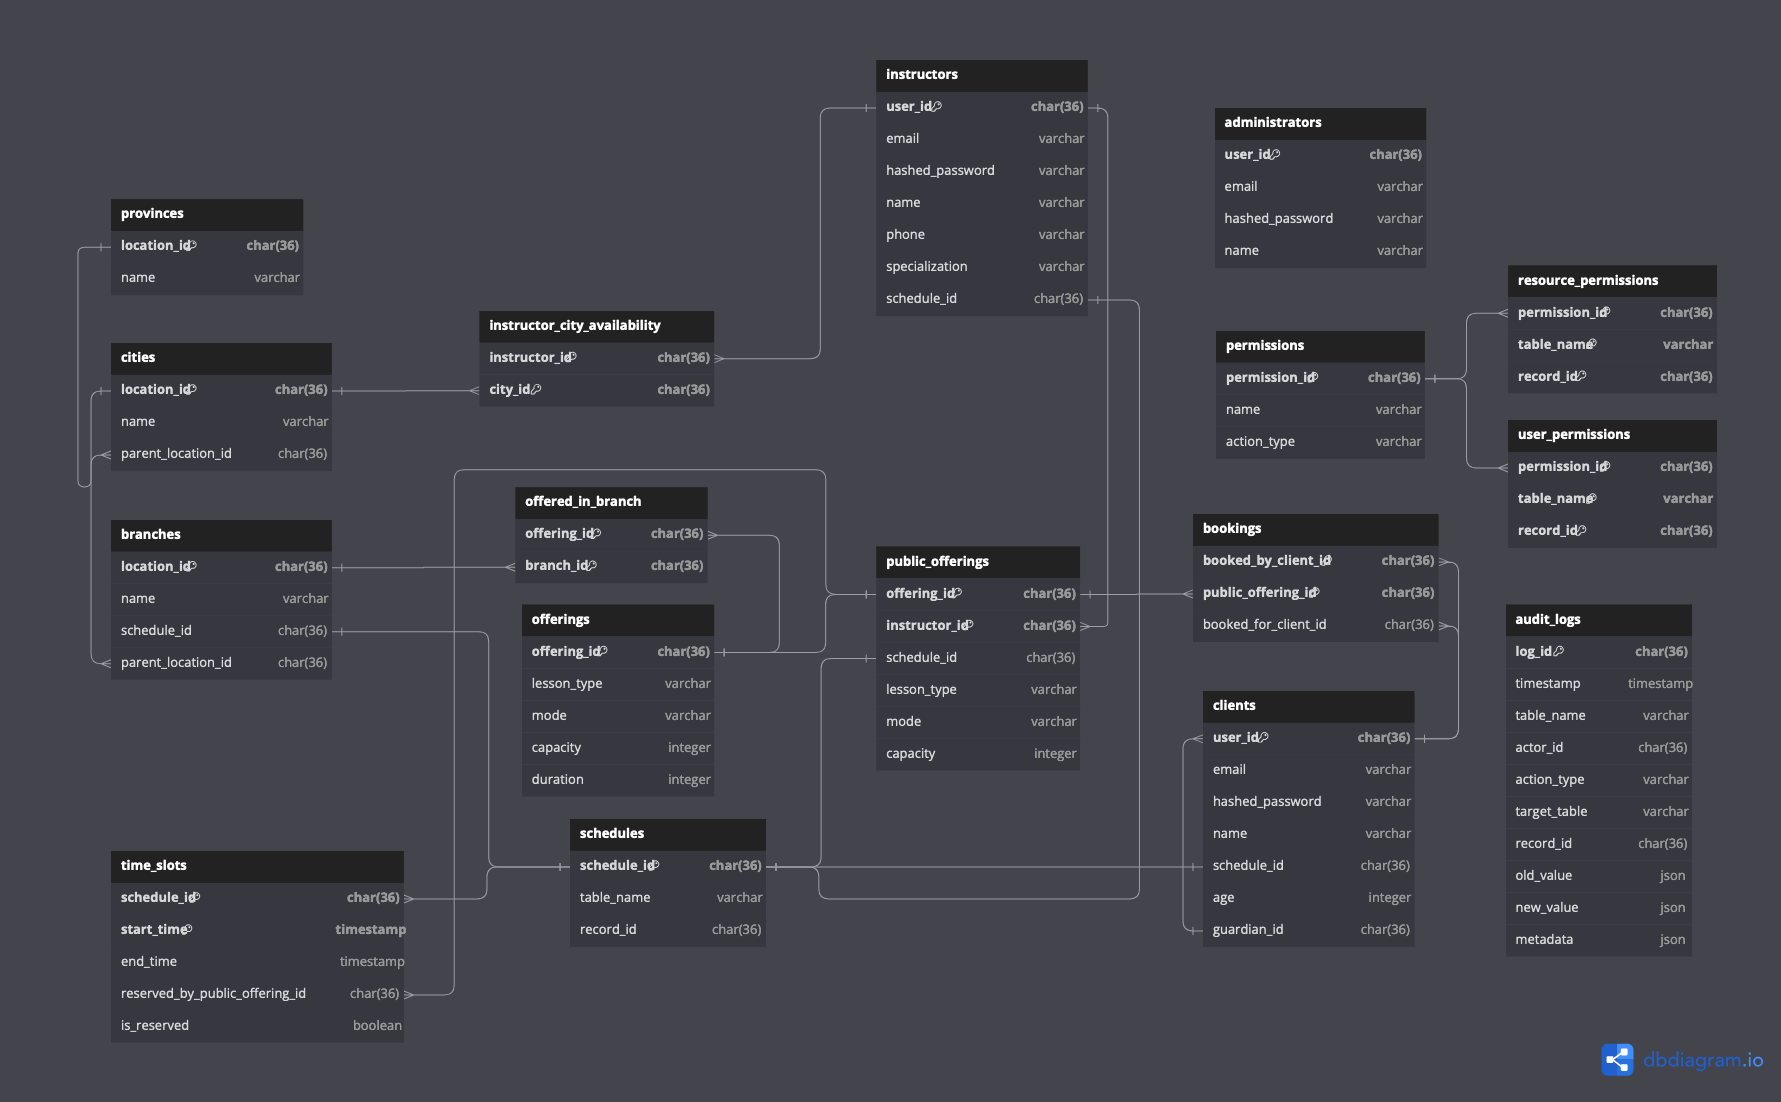 instructors
user_id char(36)
email varchar
hashed_password varchar
name varchar
phone varchar
specialization varchar
schedule_id char(36)
administrators
user_id char(36)
email varchar
hashed_password varchar
name varchar
provinces
location_id char(36)
name varchar
resource_permissions
permission_id char(36)
table_name varchar
record_id char(36)
instructor_city_availability
instructor_id char(36)
city_id char(36)
permissions
permission_id char(36)
name varchar
action_type varchar
cities
location_id char(36)
name varchar
parent_location_id char(36)
user_permissions
permission_id char(36)
table_name varchar
record_id char(36)
offered_in_branch
offering_id char(36)
branch_id char(36)
branches
location_id char(36)
name varchar
schedule_id char(36)
parent_location_id char(36)
public_offerings
offering_id char(36)
instructor_id char(36)
schedule_id char(36)
lesson_type varchar
mode varchar
capacity integer
bookings
booked_by_client_id char(36)
public_offering_id char(36)
booked_for_client_id char(36)
offerings
offering_id char(36)
lesson_type varchar
mode varchar
capacity integer
duration integer
audit_logs
log_id char(36)
timestamp timestamp
table_name varchar
actor_id char(36)
action_type varchar
target_table varchar
record_id char(36)
old_value json
new_value json
metadata json
clients
user_id char(36)
email varchar
hashed_password varchar
name varchar
schedule_id char(36)
age integer
guardian_id char(36)
schedules
schedule_id char(36)
table_name varchar
record_id char(36)
time_slots
schedule_id char(36)
start_time timestamp
end_time timestamp
reserved_by_public_offering_id char(36)
is_reserved boolean
dbdiagram.io